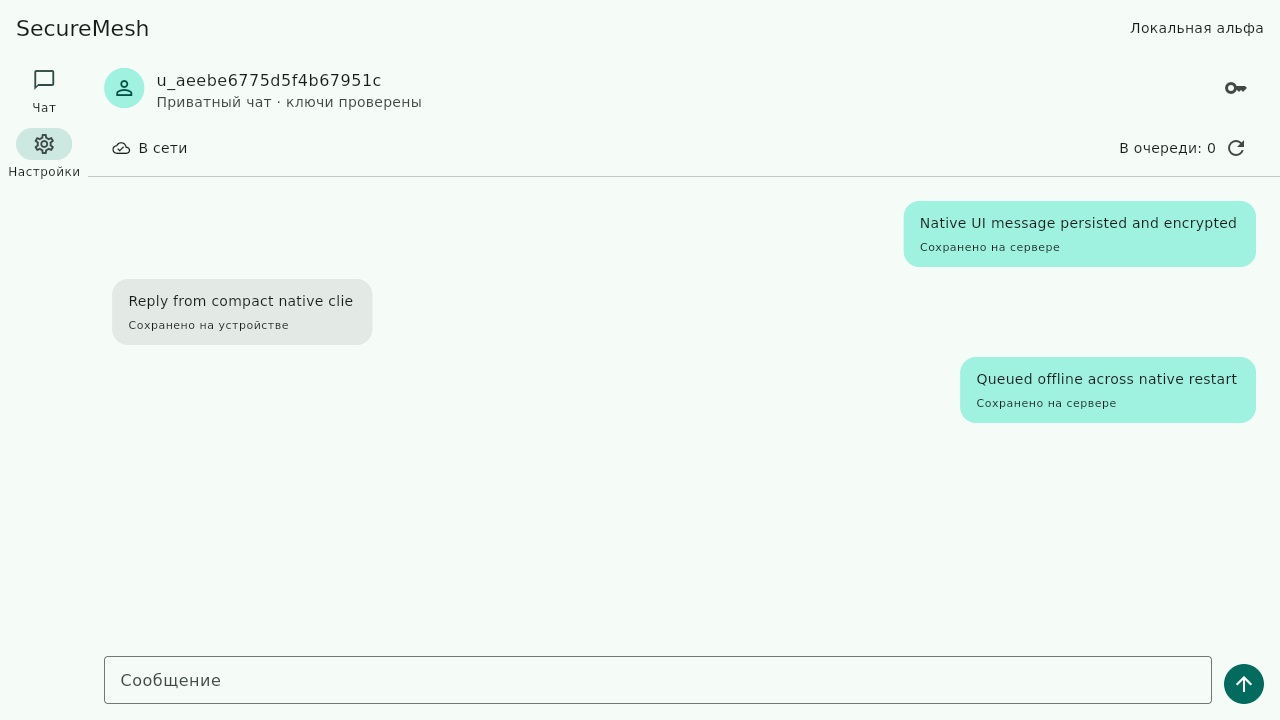 SecureMesh
Локальная альфа
Чат
Настройки
u_aeebe6775d5f4b67951c
Приватный чат · ключи проверены
В сети
В очереди: 0
Native UI message persisted and encrypted
Сохранено на сервере
Reply from compact native clie
Сохранено на устройстве
Queued offline across native restart
Сохранено на сервере
Сообщение